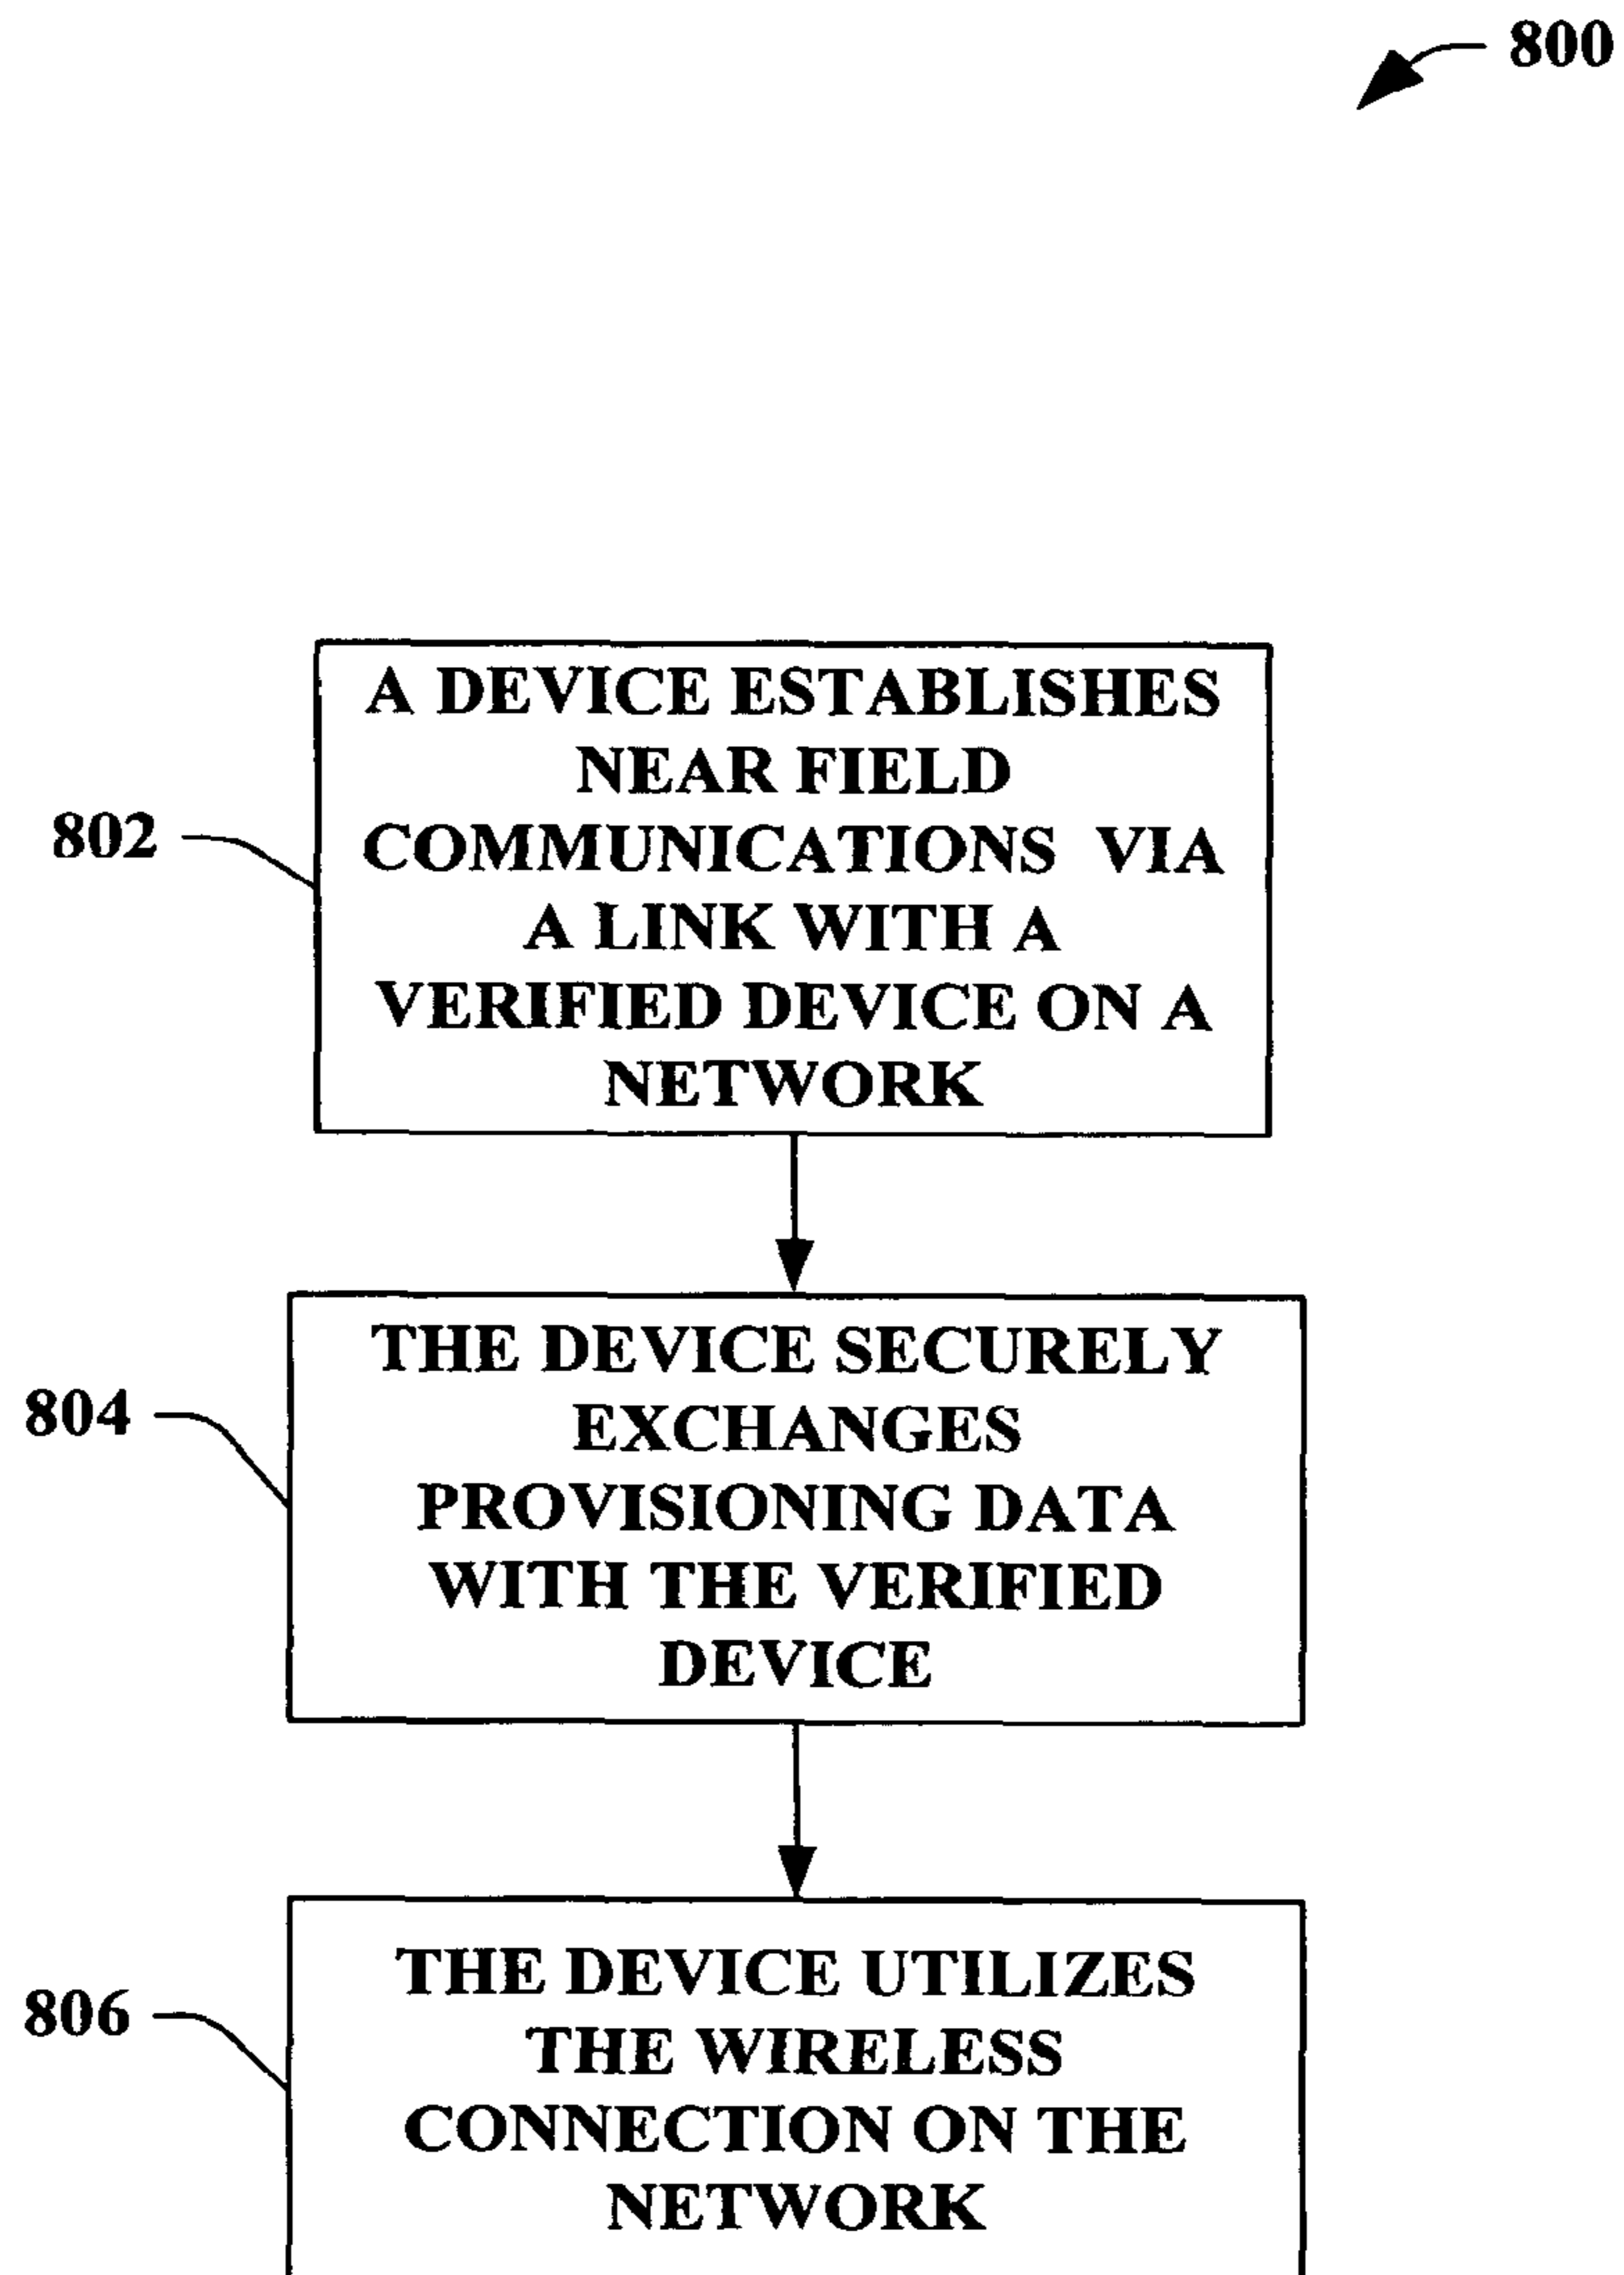 800
A DEVICE ESTABLISHES
NEAR FIELD
COMMUNICATIONS VIA
A LINK WITH A
VERIFIED DEVICE ON A
NETWORK
802
THE DEVICE SECURELY
EXCHANGES
PROVISIONING DATA
WITH THE VERIFIED
DEVICE
804
THE DEVICE UTILIZES
THE WIRELESS
CONNECTION ON THE
NETWORK
806